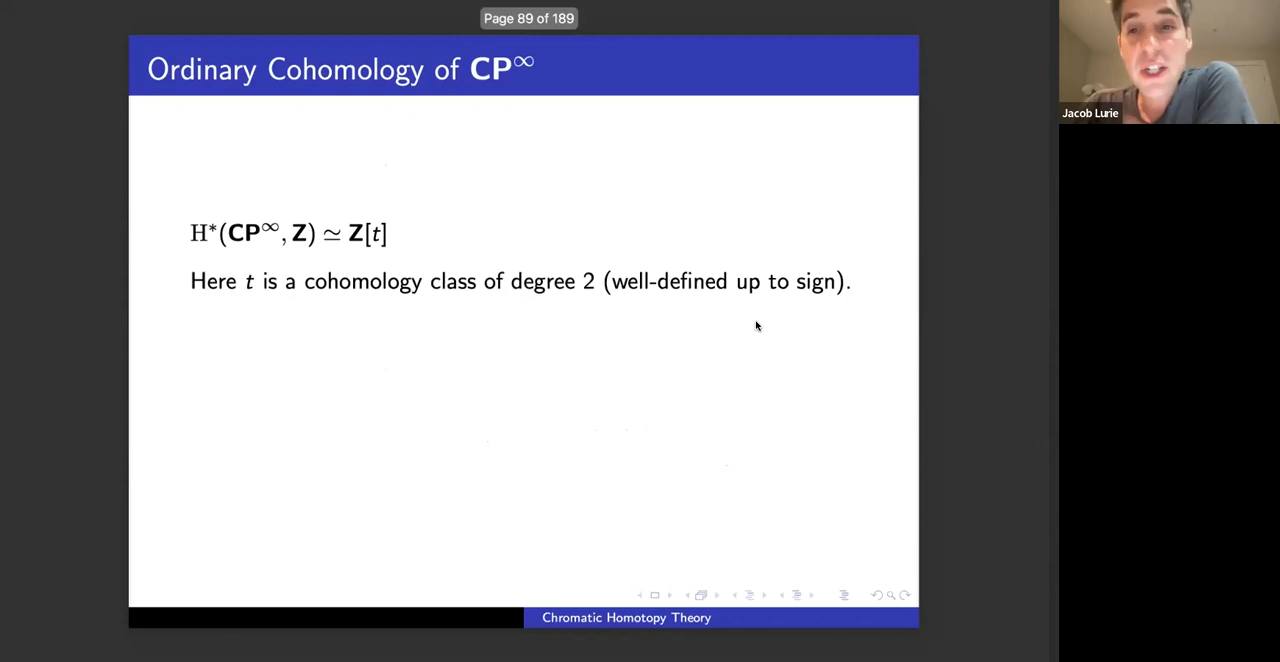 Page 89 of 189
Ordinary Cohomology of CP∞
Jacob Lurie
H*(CP∞, Z) ≃ Z[t]
Here t is a cohomology class of degree 2 (well-defined up to sign).
Chromatic Homotopy Theory